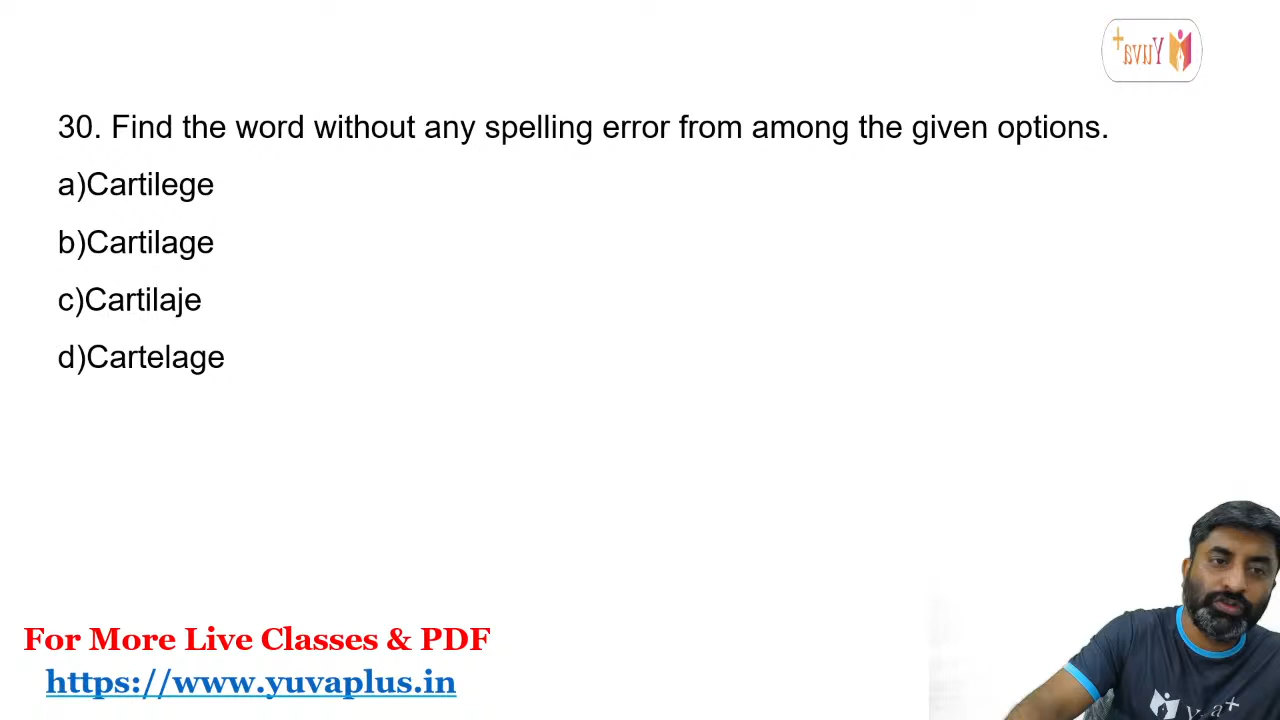 Yuva+
30. Find the word without any spelling error from among the given options.
a)Cartilege
b)Cartilage
c)Cartilaje
d)Cartelage
For More Live Classes & PDF
https://www.yuvaplus.in